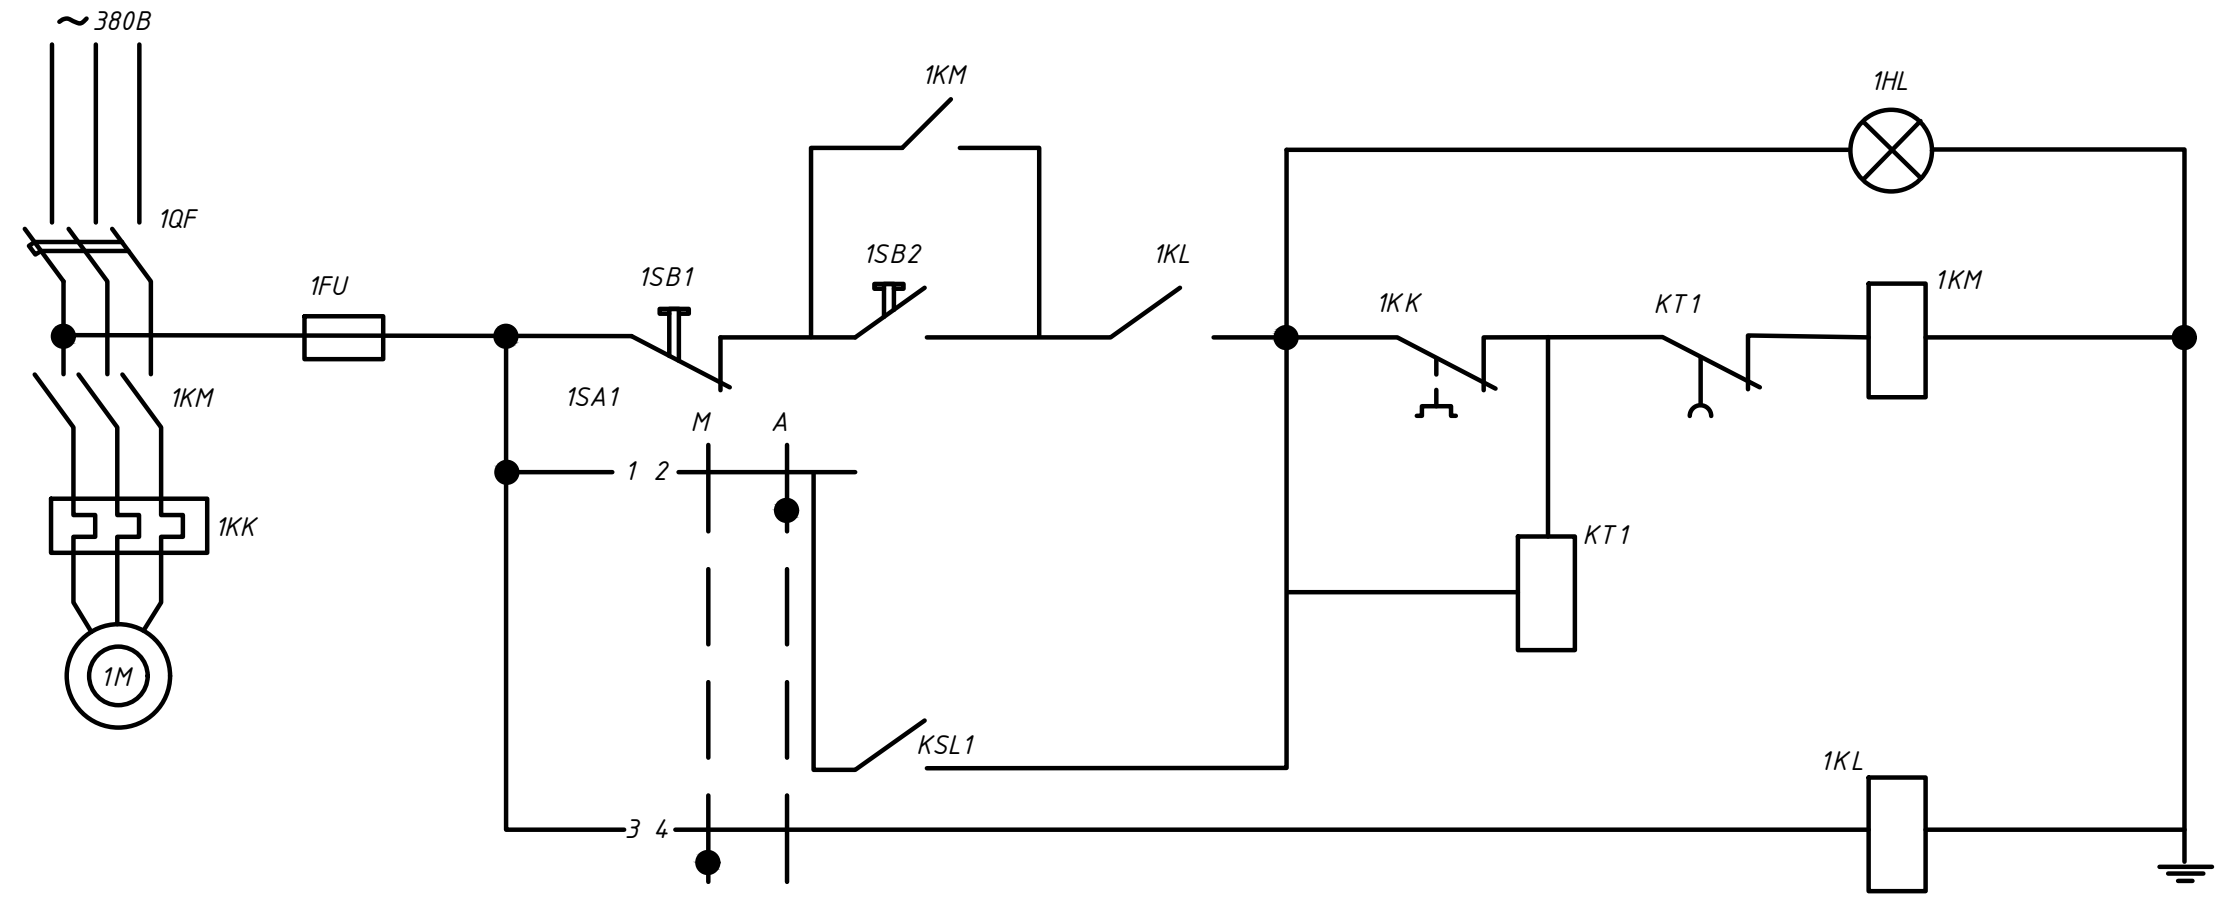 ~ 380В
1KM
1HL
1QF
1SB2
1KL
1SB1
1FU
1KK
KT1
1KM
1KM
1SA1
M A
1 2
1KK
KT1
1M
KSL1
1KL
3 4